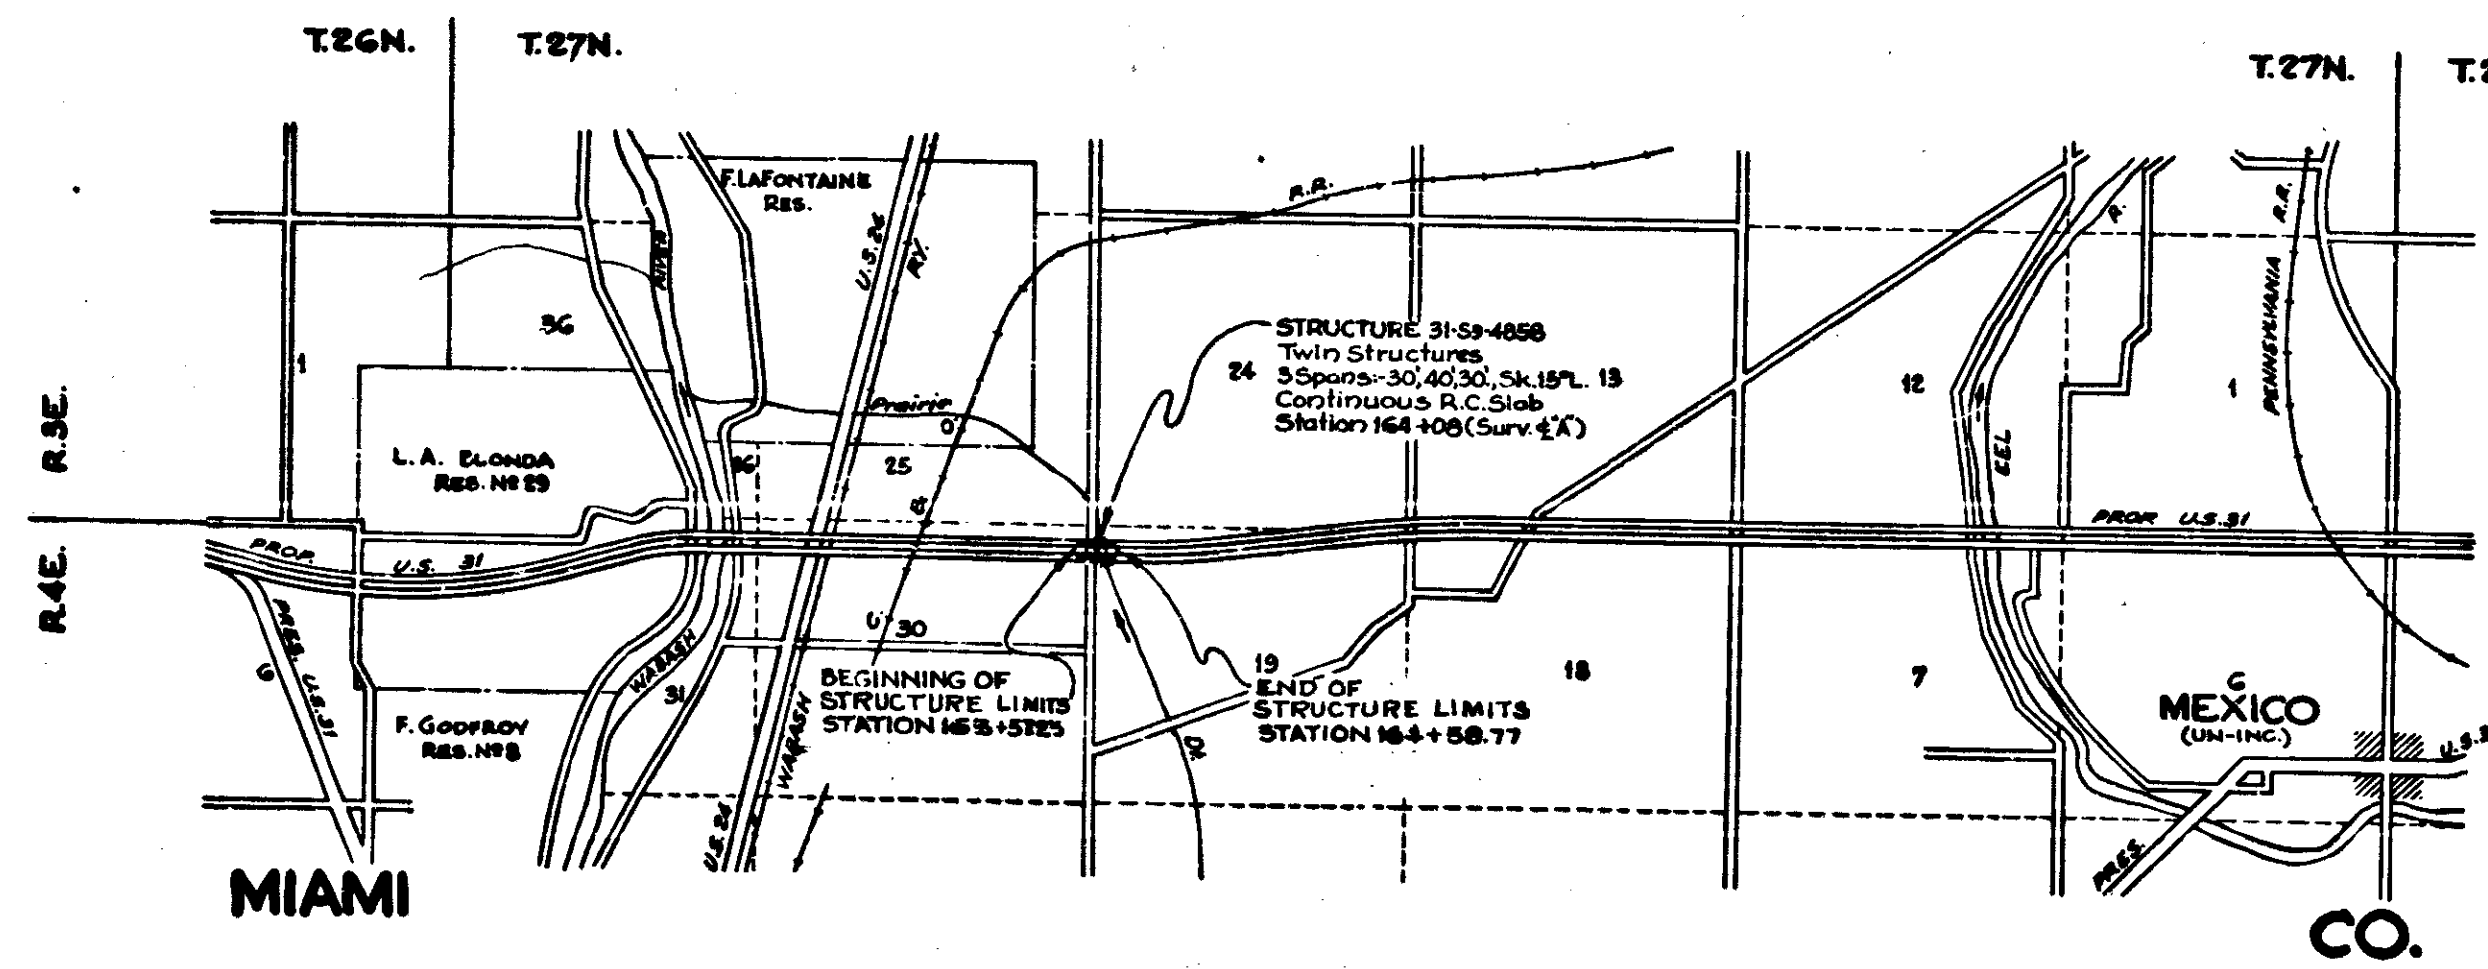 T.26N.
T.27N.
T.27N.
R.3E.
R.4E.
F. LAFONTAINE
RES.
RIVER
U.S. 24
RY.
R.R.
R.
R.R.
PENNSYLVANIA
36
1
STRUCTURE 31-59-4858
Twin Structures
24
3 Spans:-30',40',30', Sk.15°L.
13
Continuous R.C. Slab
Station 164+08 (Surv. ℄ "A")
12
1
Prairie
O.
L. A. ELONDA
RES. Nº 29
25
EEL
&
PROP. U.S. 31
PROP. U.S. 31
C.
30
PRES. U.S. 31
6
WABASH
31
BEGINNING OF
STRUCTURE LIMITS
F. GODFROY
RES. Nº 8
WABASH
19
END OF
STRUCTURE LIMITS
STATION 164+58.77
18
7
6
MEXICO
(UN-INC.)
U.S. 24
PRES.
MIAMI
CO.